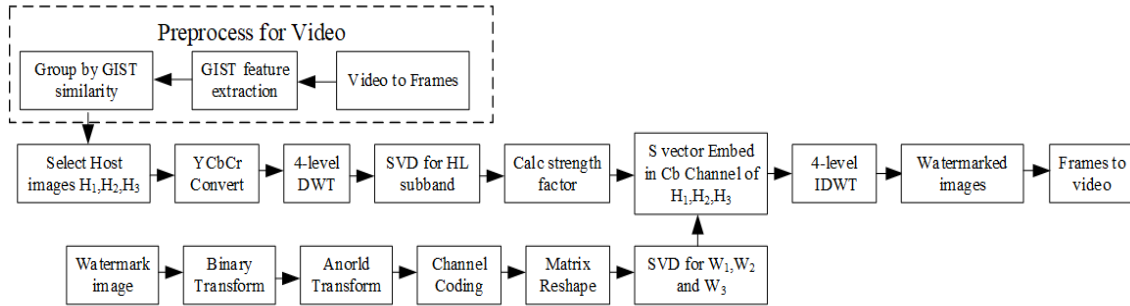 Preprocess for Video
Group by GIST
similarity
GIST feature
extraction
Video to Frames
Select Host
images H₁,H₂,H₃
YCbCr
Convert
4-level
DWT
SVD for HL
subband
Calc strength
factor
S vector Embed
in Cb Channel of
H₁,H₂,H₃
4-level
IDWT
Watermarked
images
Frames to
video
Watermark
image
Binary
Transform
Anorld
Transform
Channel
Coding
Matrix
Reshape
SVD for W₁,W₂
and W₃